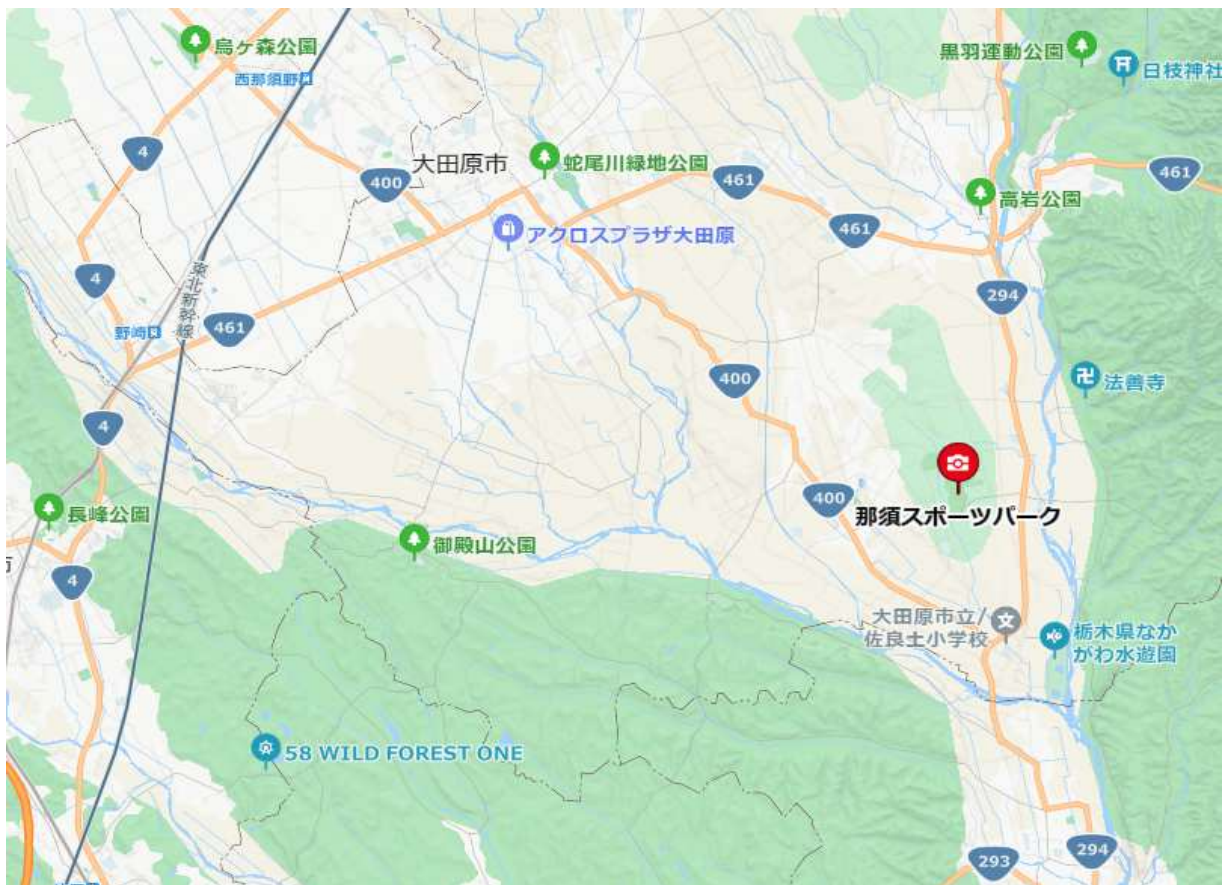 烏ヶ森公園
黒羽運動公園
日枝神社
西那須野
4
大田原市
蛇尾川緑地公園
400
461
461
高岩公園
アクロスプラザ大田原
461
4
東北新幹線
294
野崎
461
400
法善寺
4
400
那須スポーツパーク
長峰公園
御殿山公園
4
大田原市立/
佐良土小学校
栃木県なか
がわ水遊園
58 WILD FOREST ONE
293
294